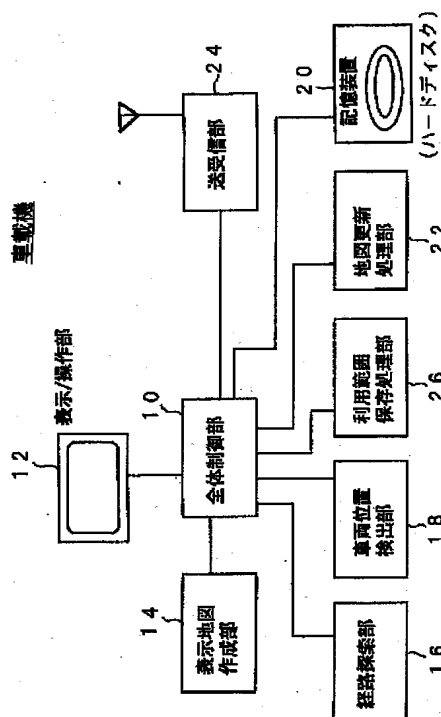 車載機
12
表示/操作部
24
送受信部
10
全体制御部
14
表示地図
作成部
20
記憶装置
(ハードディスク)
経路探索部
16
車両位置
検出部
18
利用範囲
保存処理部
26
地図更新
処理部
22